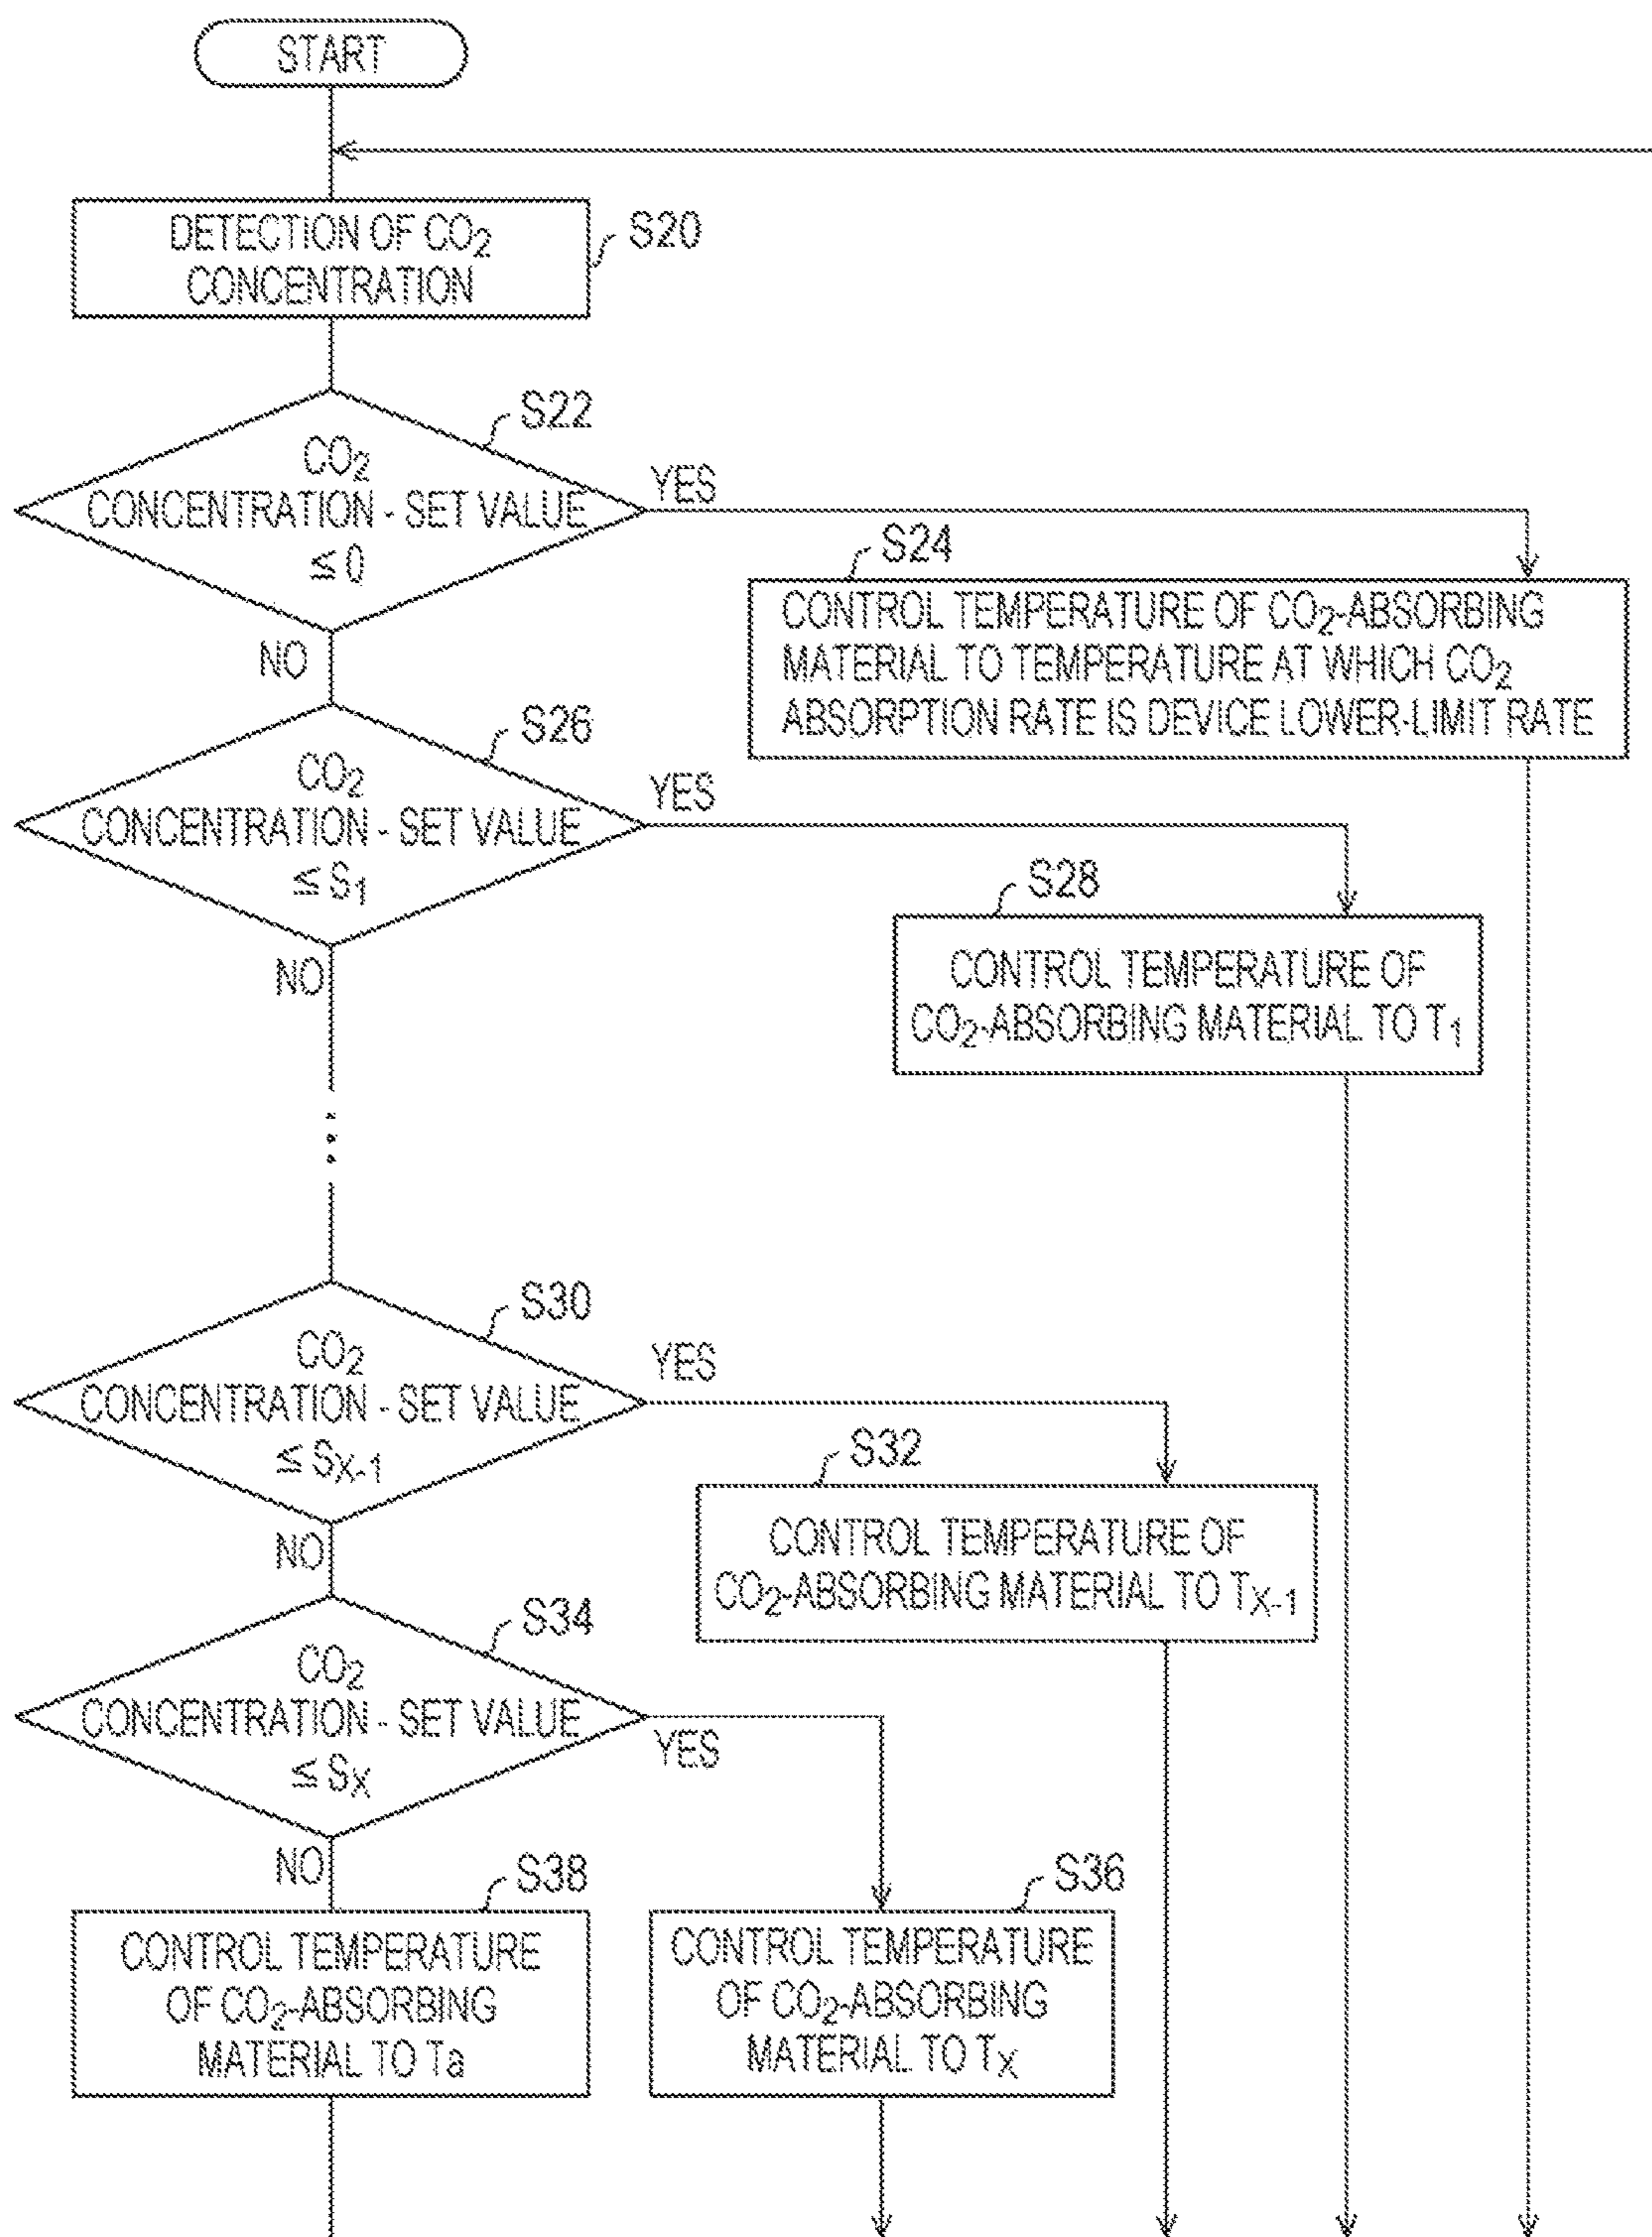 START
DETECTION OF CO₂
CONCENTRATION
S20
S22
CO₂
CONCENTRATION - SET VALUE
≦ 0
YES
NO
S24
CONTROL TEMPERATURE OF CO₂-ABSORBING
MATERIAL TO TEMPERATURE AT WHICH CO₂
ABSORPTION RATE IS DEVICE LOWER-LIMIT RATE
S26
CO₂
CONCENTRATION - SET VALUE
≦ S₁
YES
NO
S28
CONTROL TEMPERATURE OF
CO₂-ABSORBING MATERIAL TO T₁
S30
CO₂
CONCENTRATION - SET VALUE
≦ Sₓ₋₁
YES
NO
S32
CONTROL TEMPERATURE OF
CO₂-ABSORBING MATERIAL TO Tₓ₋₁
S34
CO₂
CONCENTRATION - SET VALUE
≦ Sₓ
YES
NO
S38
CONTROL TEMPERATURE
OF CO₂-ABSORBING
MATERIAL TO Ta
S36
CONTROL TEMPERATURE
OF CO₂-ABSORBING
MATERIAL TO Tₓ